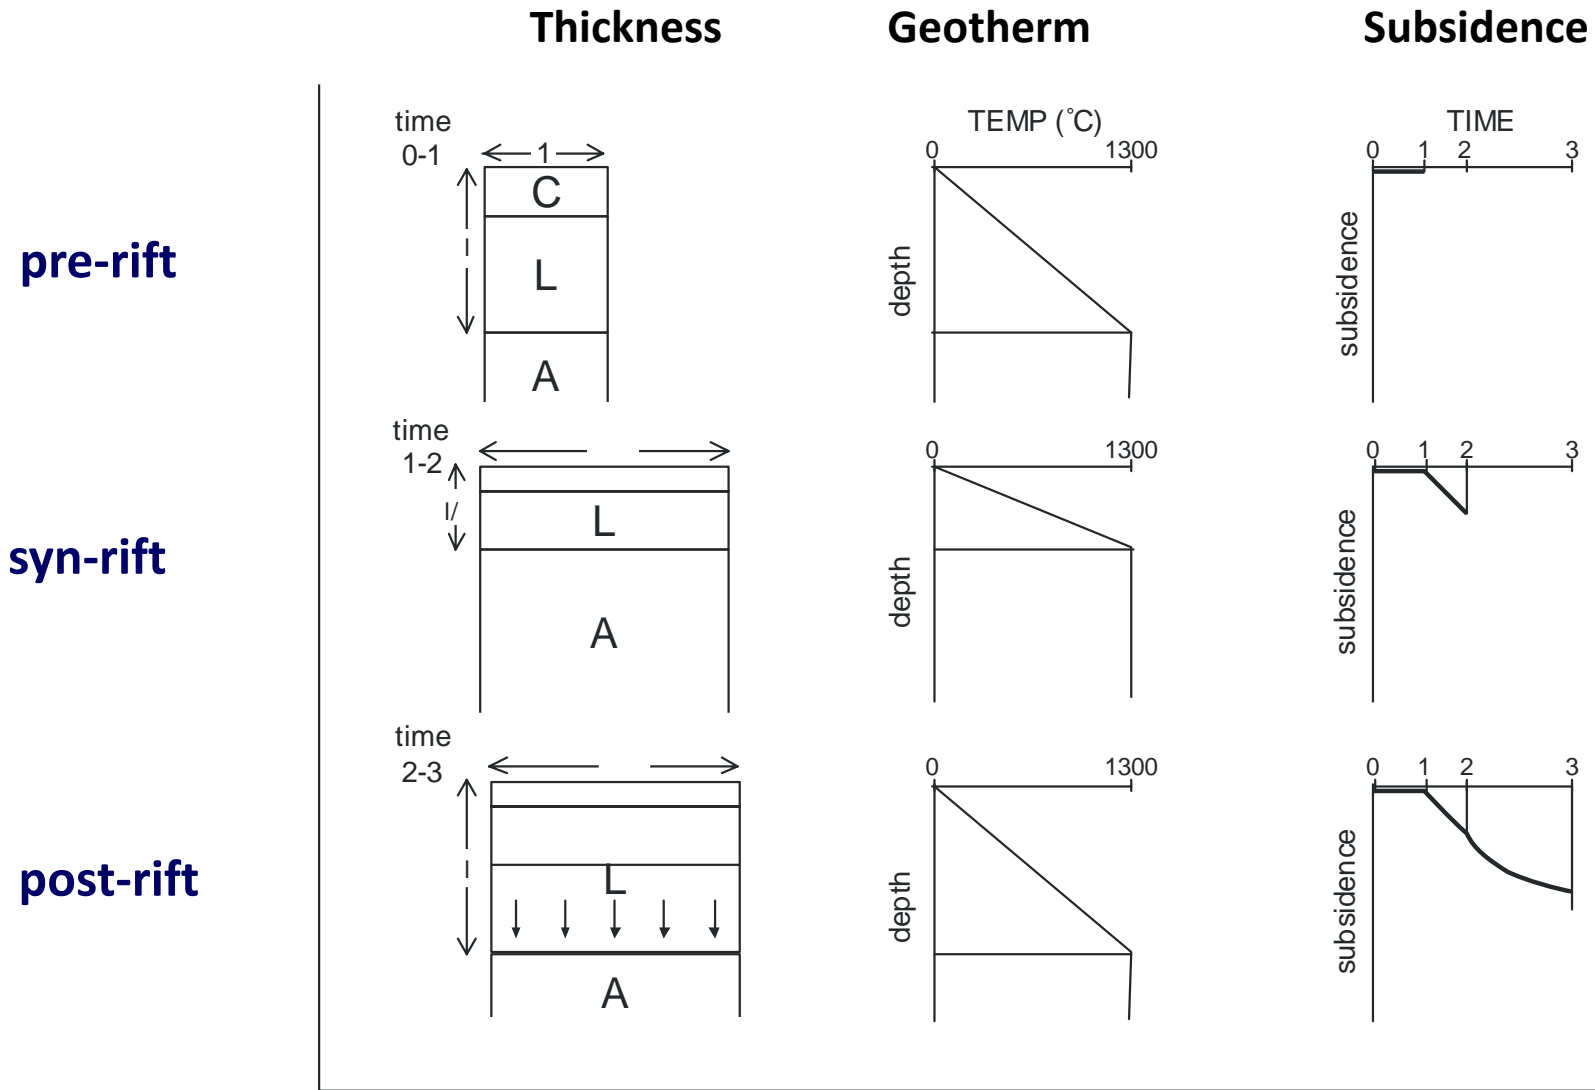 Thickness Geotherm Subsidence
pre-rift
time
0-1
1
C
l
L
A
TEMP (°C)
0 1300
depth
TIME
0 1 2 3
subsidence
syn-rift
time
1-2
l/
L
A
0 1300
depth
0 1 2 3
subsidence
post-rift
time
2-3
l
L
A
0 1300
depth
0 1 2 3
subsidence